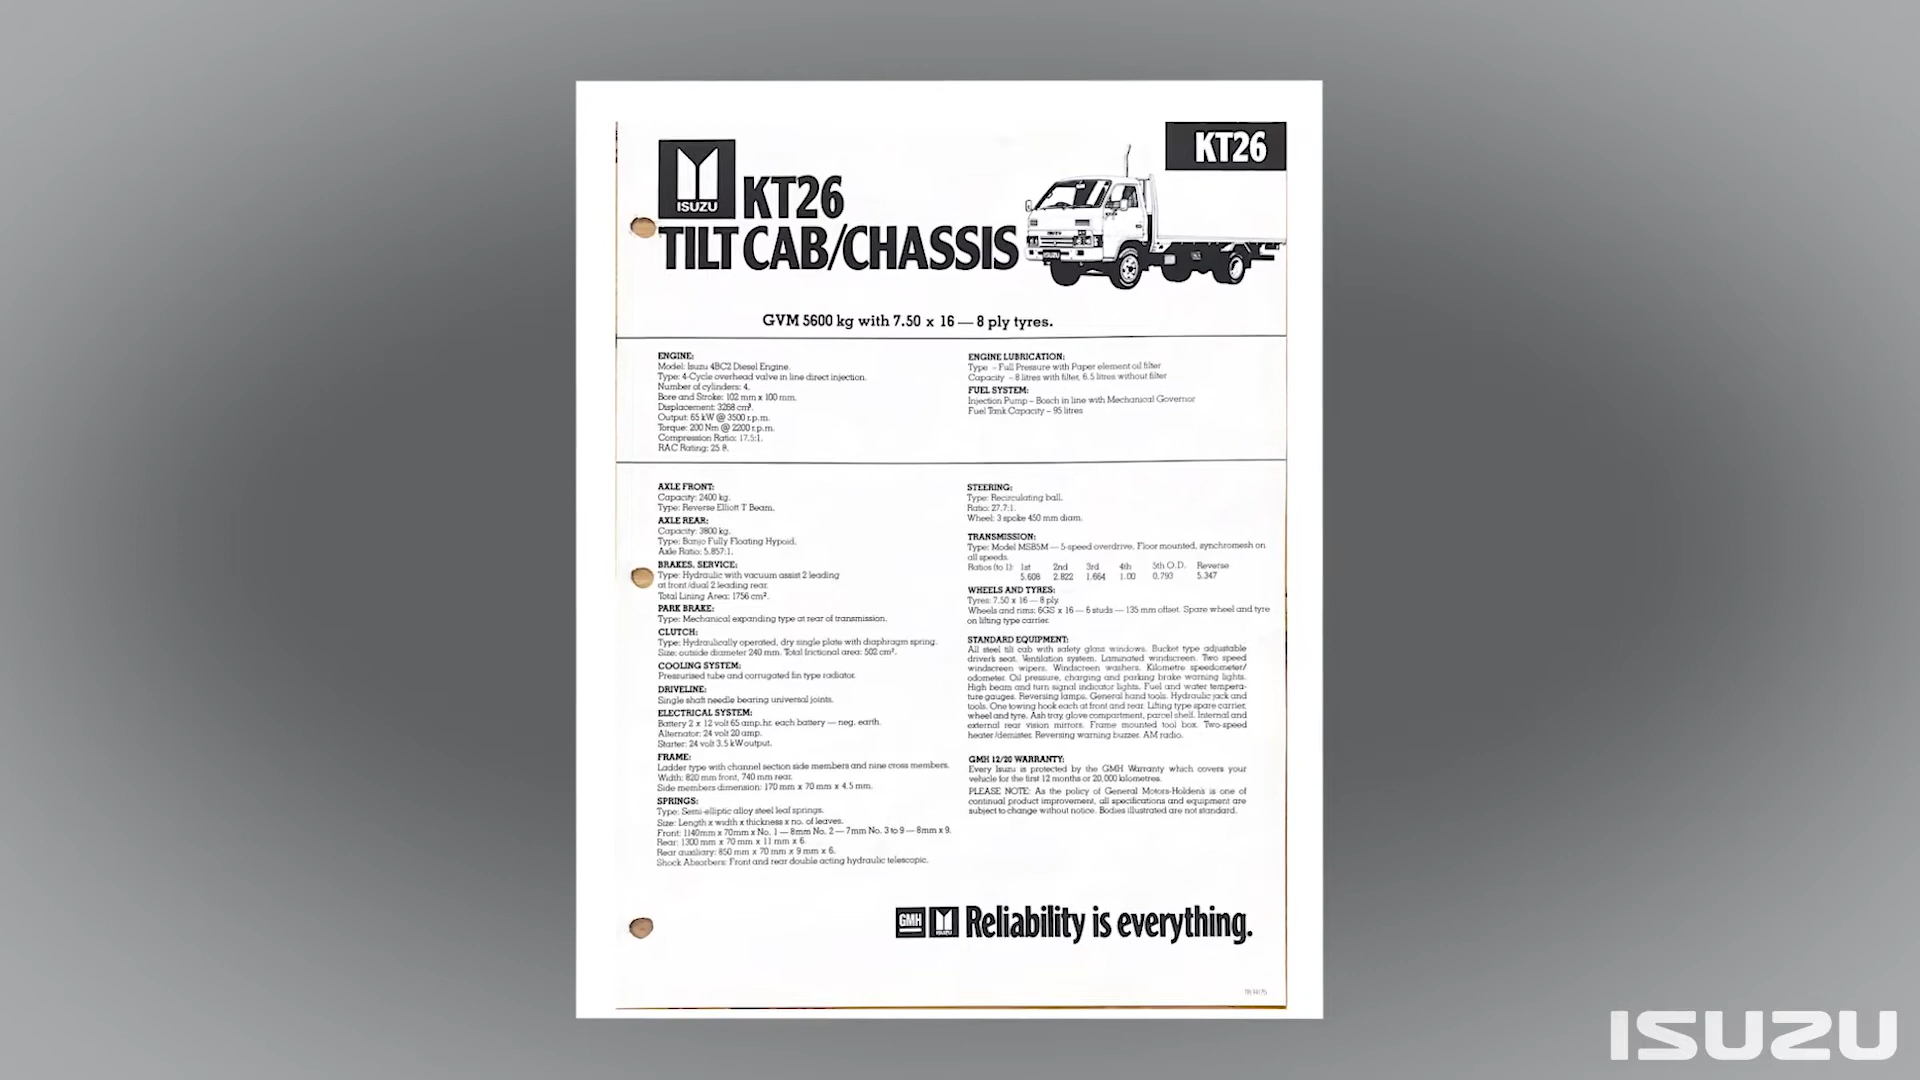 KT26
ISUZU
KT26
TILT CAB/CHASSIS
GVM 5600 kg with 7.50 x 16 — 8 ply tyres.
ENGINE:
Model: Isuzu 4BC2 Diesel Engine.
Type: 4-Cycle overhead valve in line direct injection.
Number of cylinders: 4.
Bore and Stroke: 102 mm x 100 mm.
Displacement: 3268 cm³.
Output: 65 kW @ 3500 r.p.m.
Torque: 200 Nm @ 2200 r.p.m.
Compression Ratio: 17.5:1.
RAC Rating: 25.8.
ENGINE LUBRICATION:
Type – Full Pressure with Paper element oil filter
Capacity – 8 litres with filter, 6.5 litres without filter
FUEL SYSTEM:
Injection Pump – Bosch in line with Mechanical Governor
Fuel Tank Capacity – 95 litres
AXLE FRONT:
Capacity: 2400 kg.
Type: Reverse Elliott T Beam.
AXLE REAR:
Capacity: 3800 kg.
Type: Banjo Fully Floating Hypoid.
Axle Ratio: 5.857:1.
BRAKES, SERVICE:
Type: Hydraulic with vacuum assist 2 leading
at front/dual 2 leading rear.
Total Lining Area: 1756 cm².
PARK BRAKE:
Type: Mechanical expanding type at rear of transmission.
CLUTCH:
Type: Hydraulically operated, dry single plate with diaphragm spring.
Size: outside diameter 240 mm. Total frictional area: 502 cm².
COOLING SYSTEM:
Pressurised tube and corrugated fin type radiator.
DRIVELINE:
Single shaft needle bearing universal joints.
ELECTRICAL SYSTEM:
Battery 2 x 12 volt 65 amp.hr. each battery — neg. earth.
Alternator: 24 volt 20 amp.
Starter: 24 volt 3.5 kW output.
FRAME:
Ladder type with channel section side members and nine cross members.
Width: 820 mm front, 740 mm rear.
Side members dimension: 170 mm x 70 mm x 4.5 mm.
SPRINGS:
Type: Semi-elliptic alloy steel leaf springs.
Size: Length x width x thickness x no. of leaves.
Front: 1140mm x 70mm x No. 1 — 8mm No. 2 — 7mm No. 3 to 9 — 8mm x 9.
Rear: 1300 mm x 70 mm x 11 mm x 6.
Rear auxiliary: 850 mm x 70 mm x 9 mm x 6.
Shock Absorbers: Front and rear double acting hydraulic telescopic.
STEERING:
Type: Recirculating ball.
Ratio: 27.7:1.
Wheel: 3 spoke 450 mm diam.
TRANSMISSION:
Type: Model MSB5M — 5-speed overdrive. Floor mounted, synchromesh on
all speeds.
Ratios (to 1): 1st 2nd 3rd 4th 5th O.D. Reverse
5.608 2.822 1.664 1.00 0.793 5.347
WHEELS AND TYRES:
Tyres: 7.50 x 16 — 8 ply.
Wheels and rims: 6GS x 16 — 6 studs — 135 mm offset. Spare wheel and tyre
on lifting type carrier.
STANDARD EQUIPMENT:
All steel tilt cab with safety glass windows. Bucket type adjustable
driver's seat. Ventilation system. Laminated windscreen. Two speed
windscreen wipers. Windscreen washers. Kilometre speedometer/
odometer. Oil pressure, charging and parking brake warning lights.
High beam and turn signal indicator lights. Fuel and water tempera-
ture gauges. Reversing lamps. General hand tools. Hydraulic jack and
tools. One towing hook each at front and rear. Lifting type spare carrier,
wheel and tyre. Ash tray, glove compartment, parcel shelf. Internal and
external rear vision mirrors. Frame mounted tool box. Two-speed
heater/demister. Reversing warning buzzer. AM radio.
GMH 12/20 WARRANTY:
Every Isuzu is protected by the GMH Warranty which covers your
vehicle for the first 12 months or 20,000 kilometres.
PLEASE NOTE: As the policy of General Motors-Holden's is one of
continual product improvement, all specifications and equipment are
subject to change without notice. Bodies illustrated are not standard.
GMH ISUZU Reliability is everything.
ISUZU